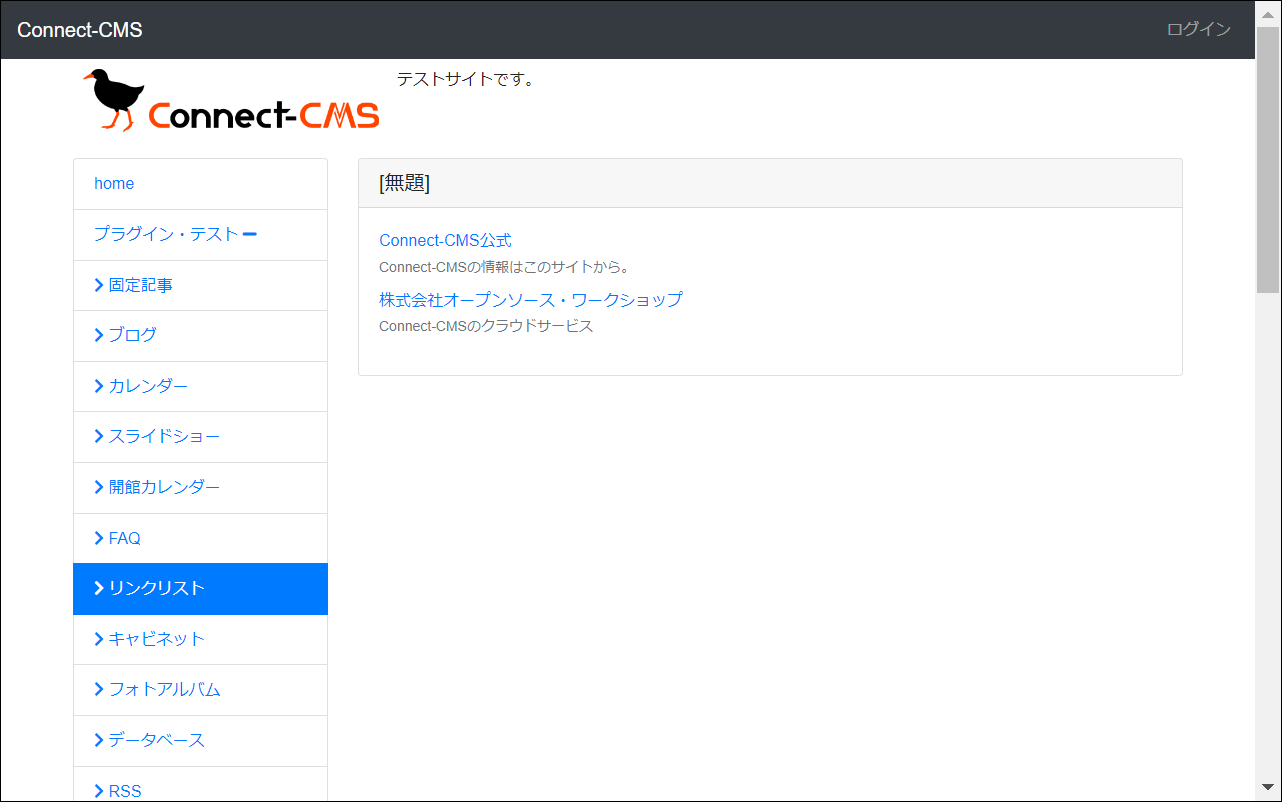 Connect-CMS
ログイン
Connect-CMS
テストサイトです。
home
プラグイン・テスト
固定記事
ブログ
カレンダー
スライドショー
開館カレンダー
FAQ
リンクリスト
キャビネット
フォトアルバム
データベース
RSS
[無題]
Connect-CMS公式
Connect-CMSの情報はこのサイトから。
株式会社オープンソース・ワークショップ
Connect-CMSのクラウドサービス